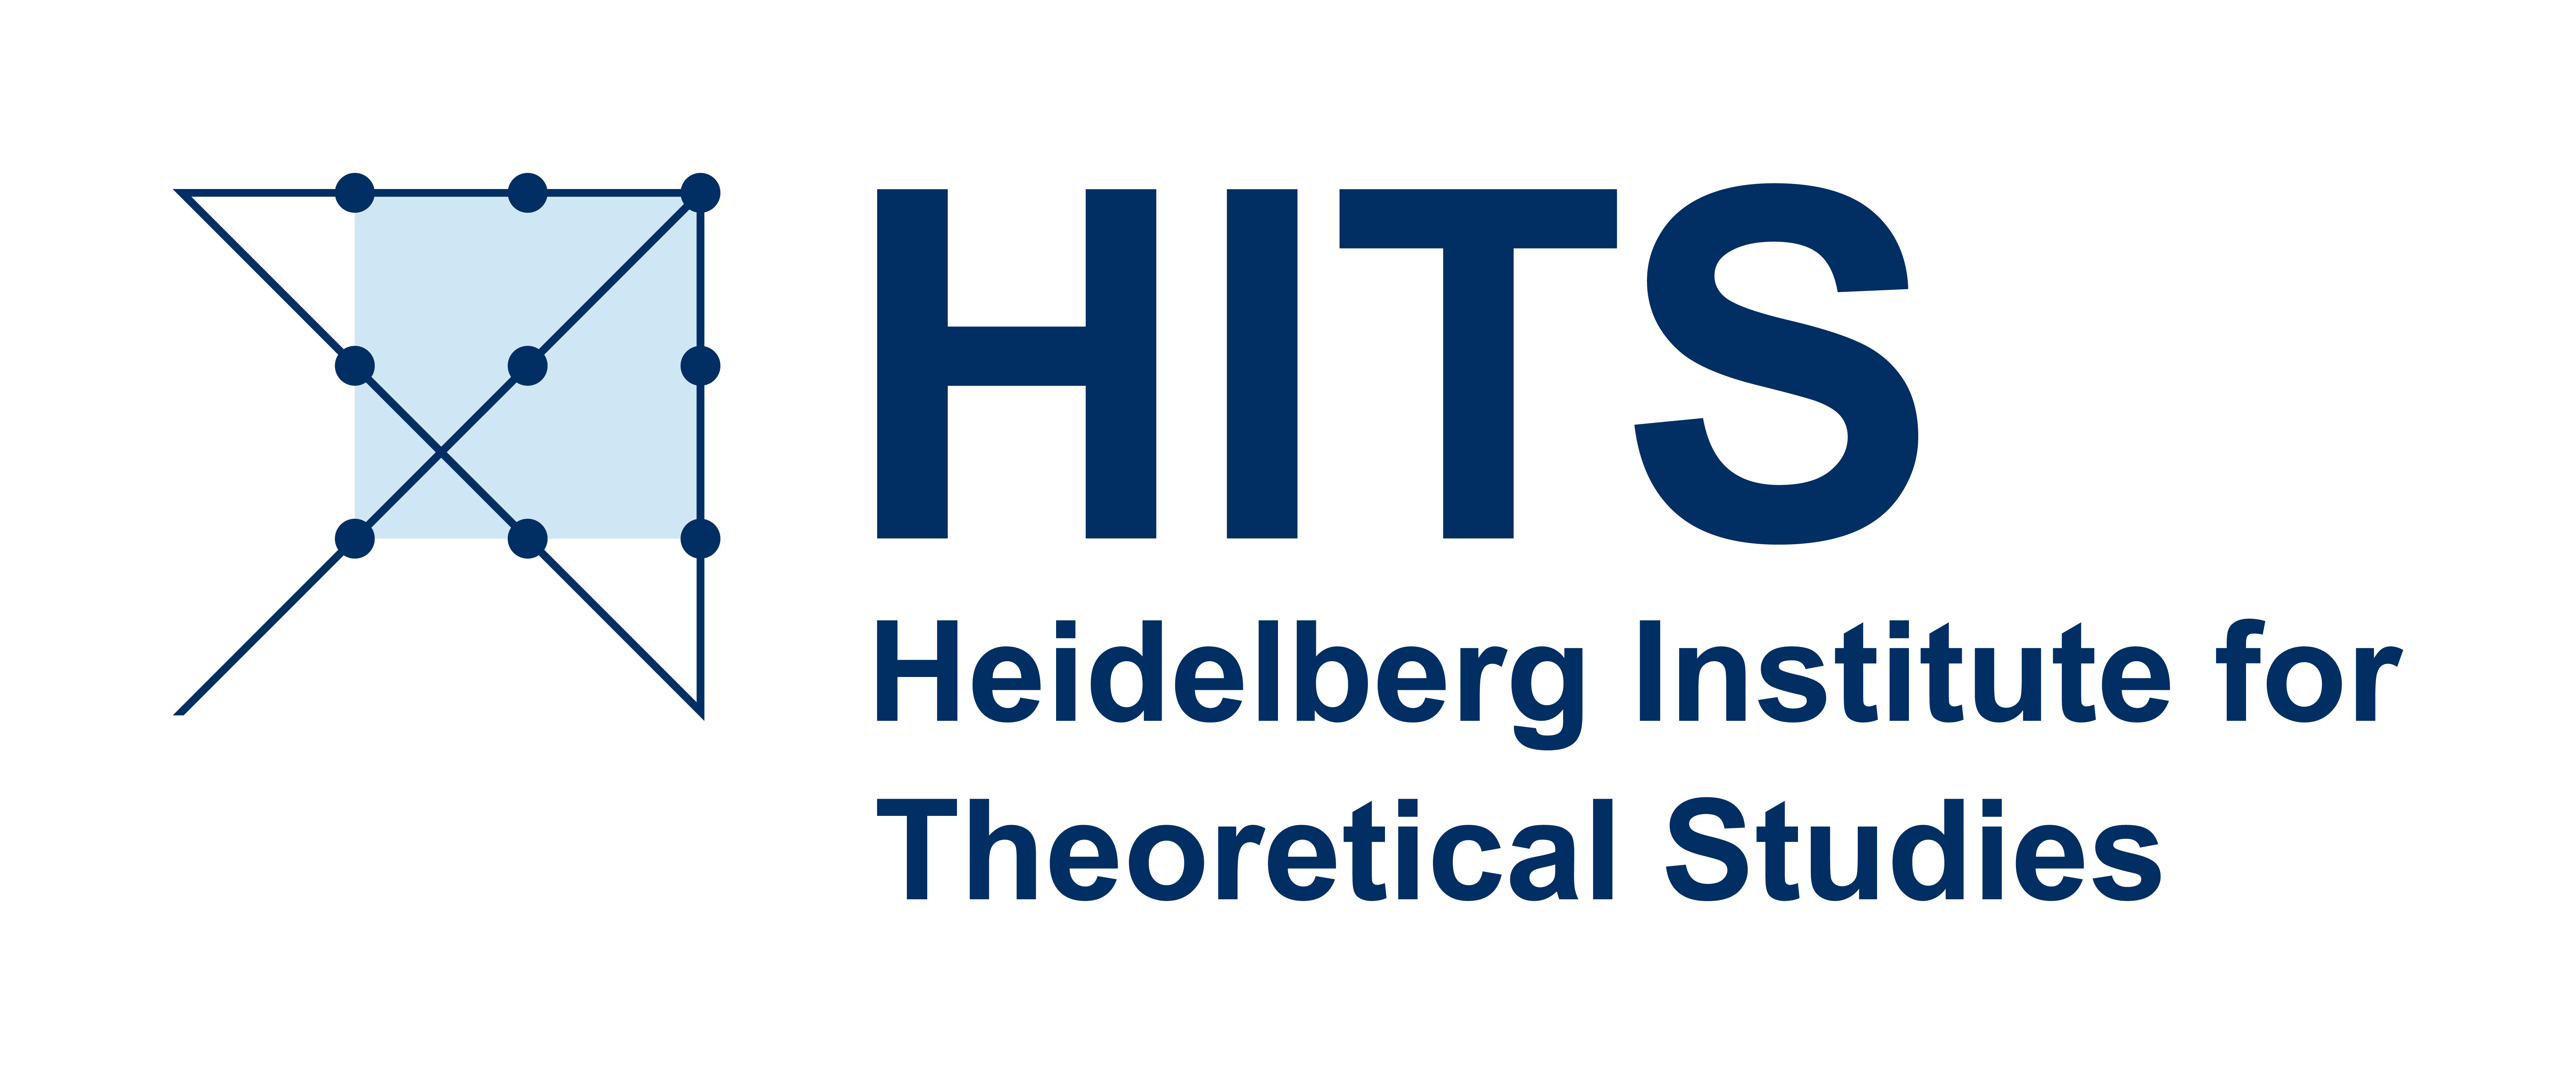 HITS
Heidelberg Institute for
Theoretical Studies